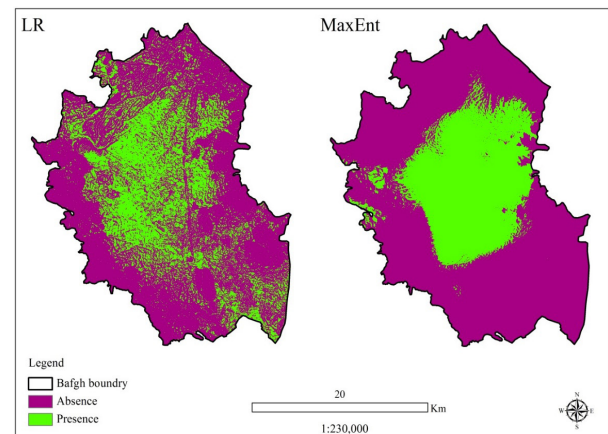 LR
MaxEnt
Legend
Bafgh boundry
Absence
Presence
20
Km
1:230,000
N
W
E
S